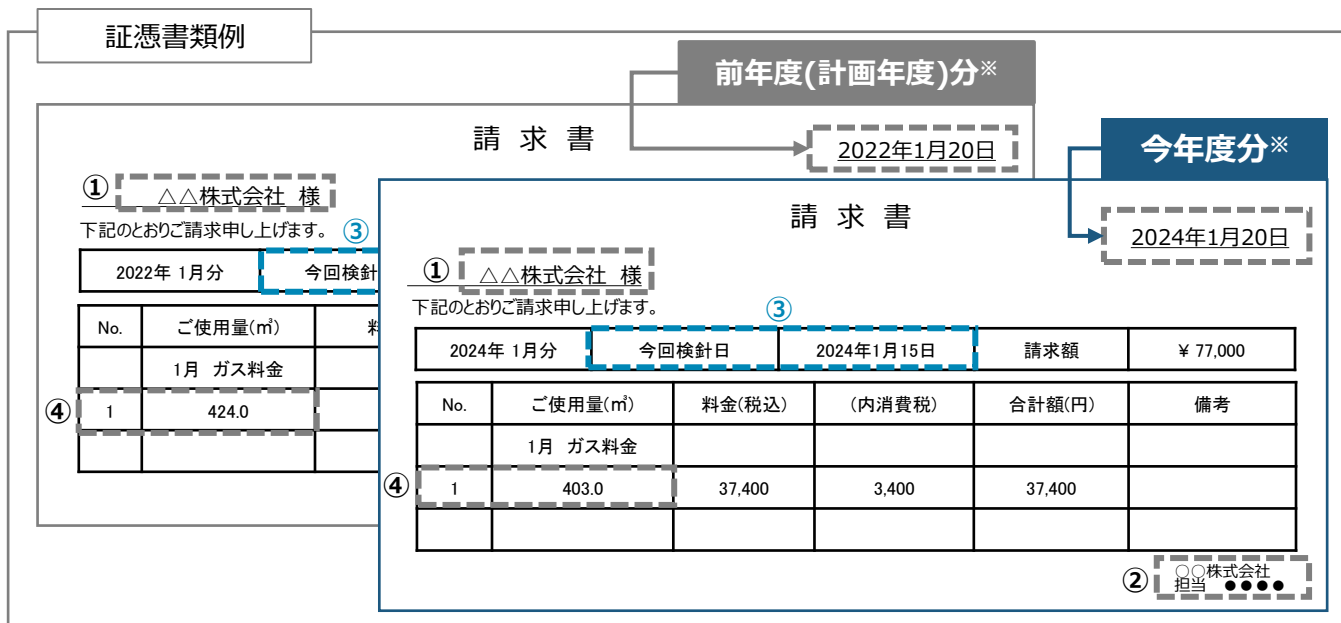 証憑書類例
前年度(計画年度)分※
請 求 書
2022年1月20日
① △△株式会社 様
下記のとおりご請求申し上げます。 ③
2022年 1月分 今回検針
No. ご使用量(㎥)
1月 ガス料金
④ 1 424.0
今年度分※
請 求 書
2024年1月20日
① △△株式会社 様
下記のとおりご請求申し上げます。
③
2024年 1月分 今回検針日 2024年1月15日 請求額 ¥ 77,000
No. ご使用量(㎥) 料金(税込) (内消費税) 合計額(円) 備考
1月 ガス料金
④ 1 403.0 37,400 3,400 37,400
② ○○株式会社
担当 ●●●●